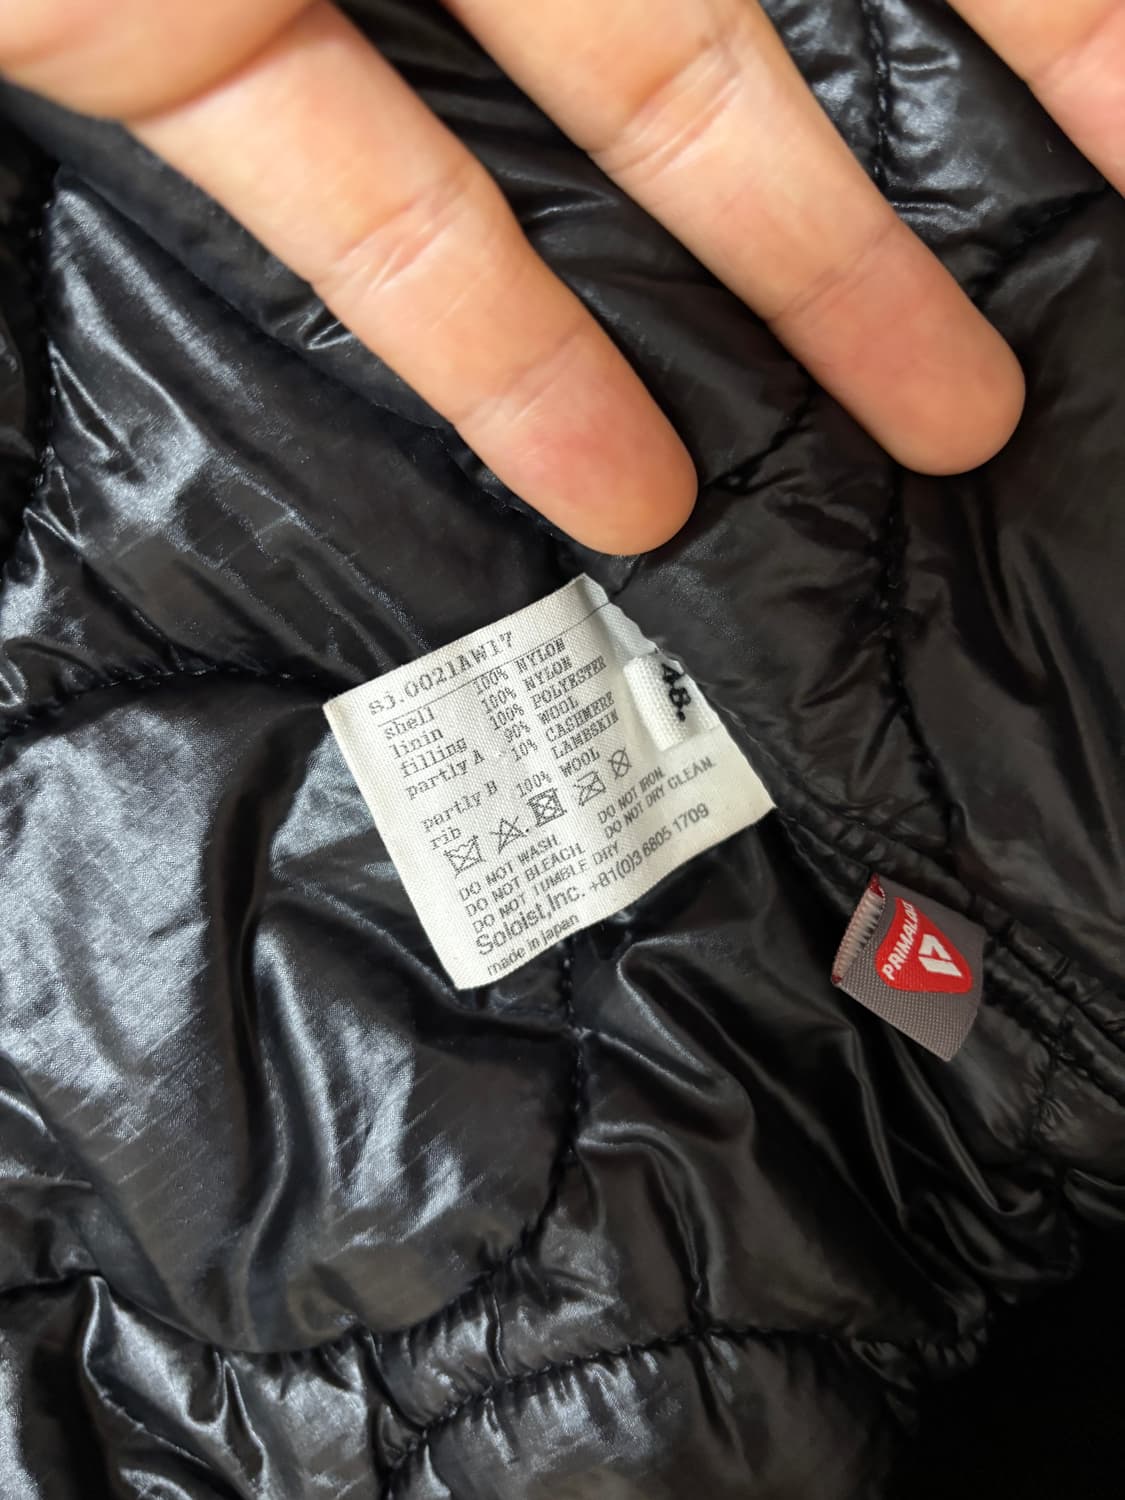 sj.0021AW17
shell 100% NYLON
linin 100% NYLON
filling 100% POLYESTER
partly A 90% WOOL
10% CASHMERE
partly B LAMBSKIN
rib 100% WOOL
DO NOT WASH.
DO NOT BLEACH.
DO NOT TUMBLE DRY
DO NOT IRON.
DO NOT DRY CLEAN.
Soloist,Inc. +81(0)3 6805 1709
made in japan
48.
PRIMALOFT